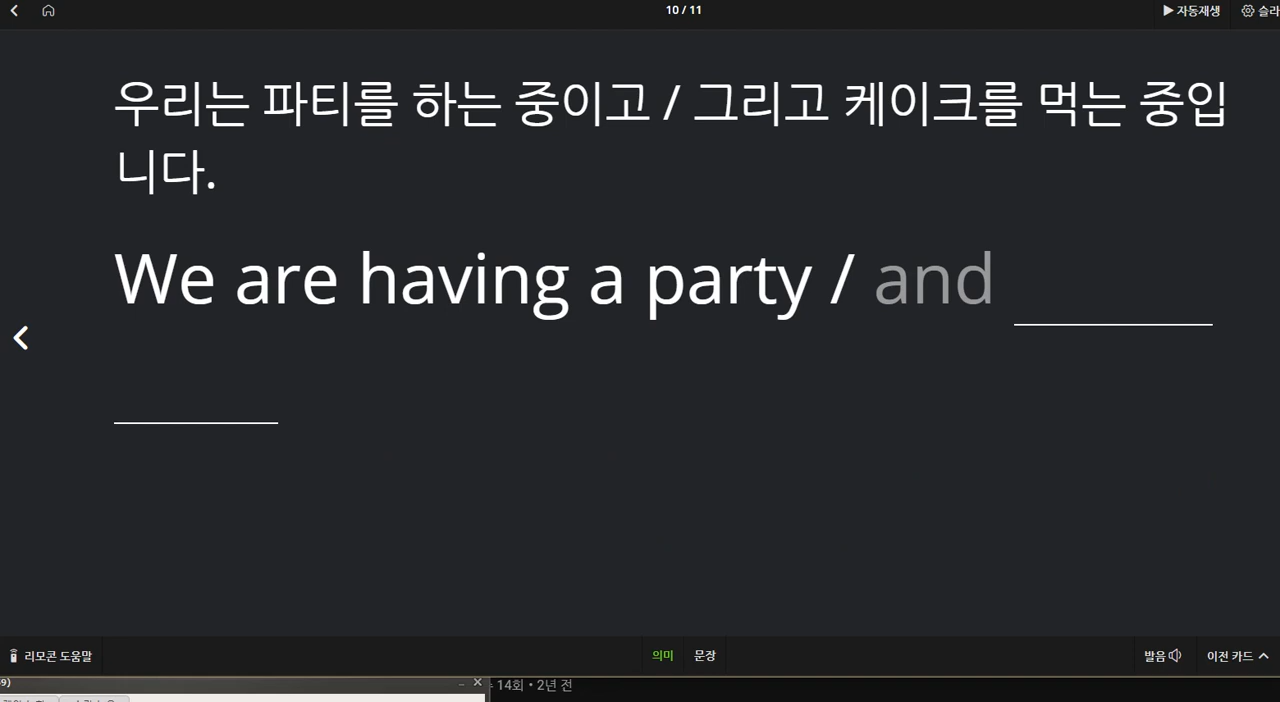 10 / 11
자동재생
슬라
우리는 파티를 하는 중이고 / 그리고 케이크를 먹는 중입
니다.
We are having a party / and
리모콘 도움말
의미
문장
발음
이전 카드
9)
14회 • 2년 전